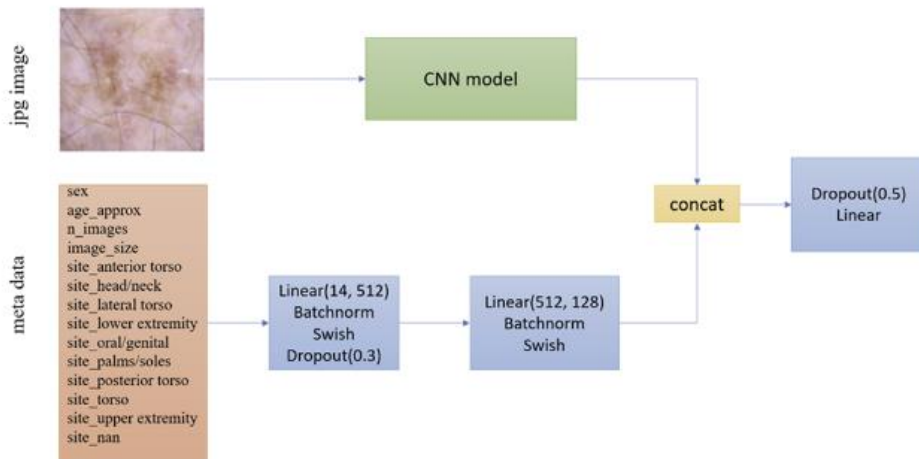 jpg image
CNN model
meta data
sex
age_approx
n_images
image_size
site_anterior torso
site_head/neck
site_lateral torso
site_lower extremity
site_oral/genital
site_palms/soles
site_posterior torso
site_torso
site_upper extremity
site_nan
Linear(14, 512)
Batchnorm
Swish
Dropout(0.3)
Linear(512, 128)
Batchnorm
Swish
concat
Dropout(0.5)
Linear